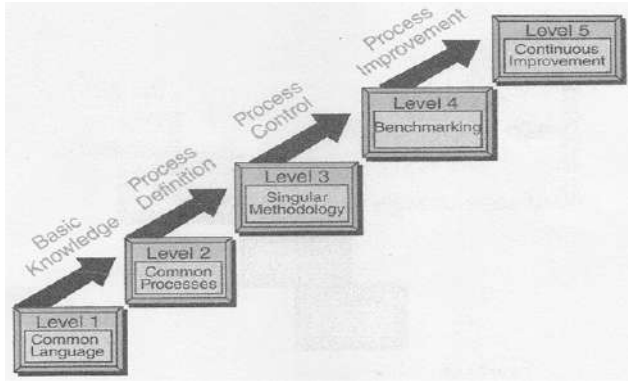 Level 5
Continuous
Improvement
Process
Improvement
Level 4
Benchmarking
Process
Control
Level 3
Singular
Methodology
Process
Definition
Level 2
Common
Processes
Basic
Knowledge
Level 1
Common
Language